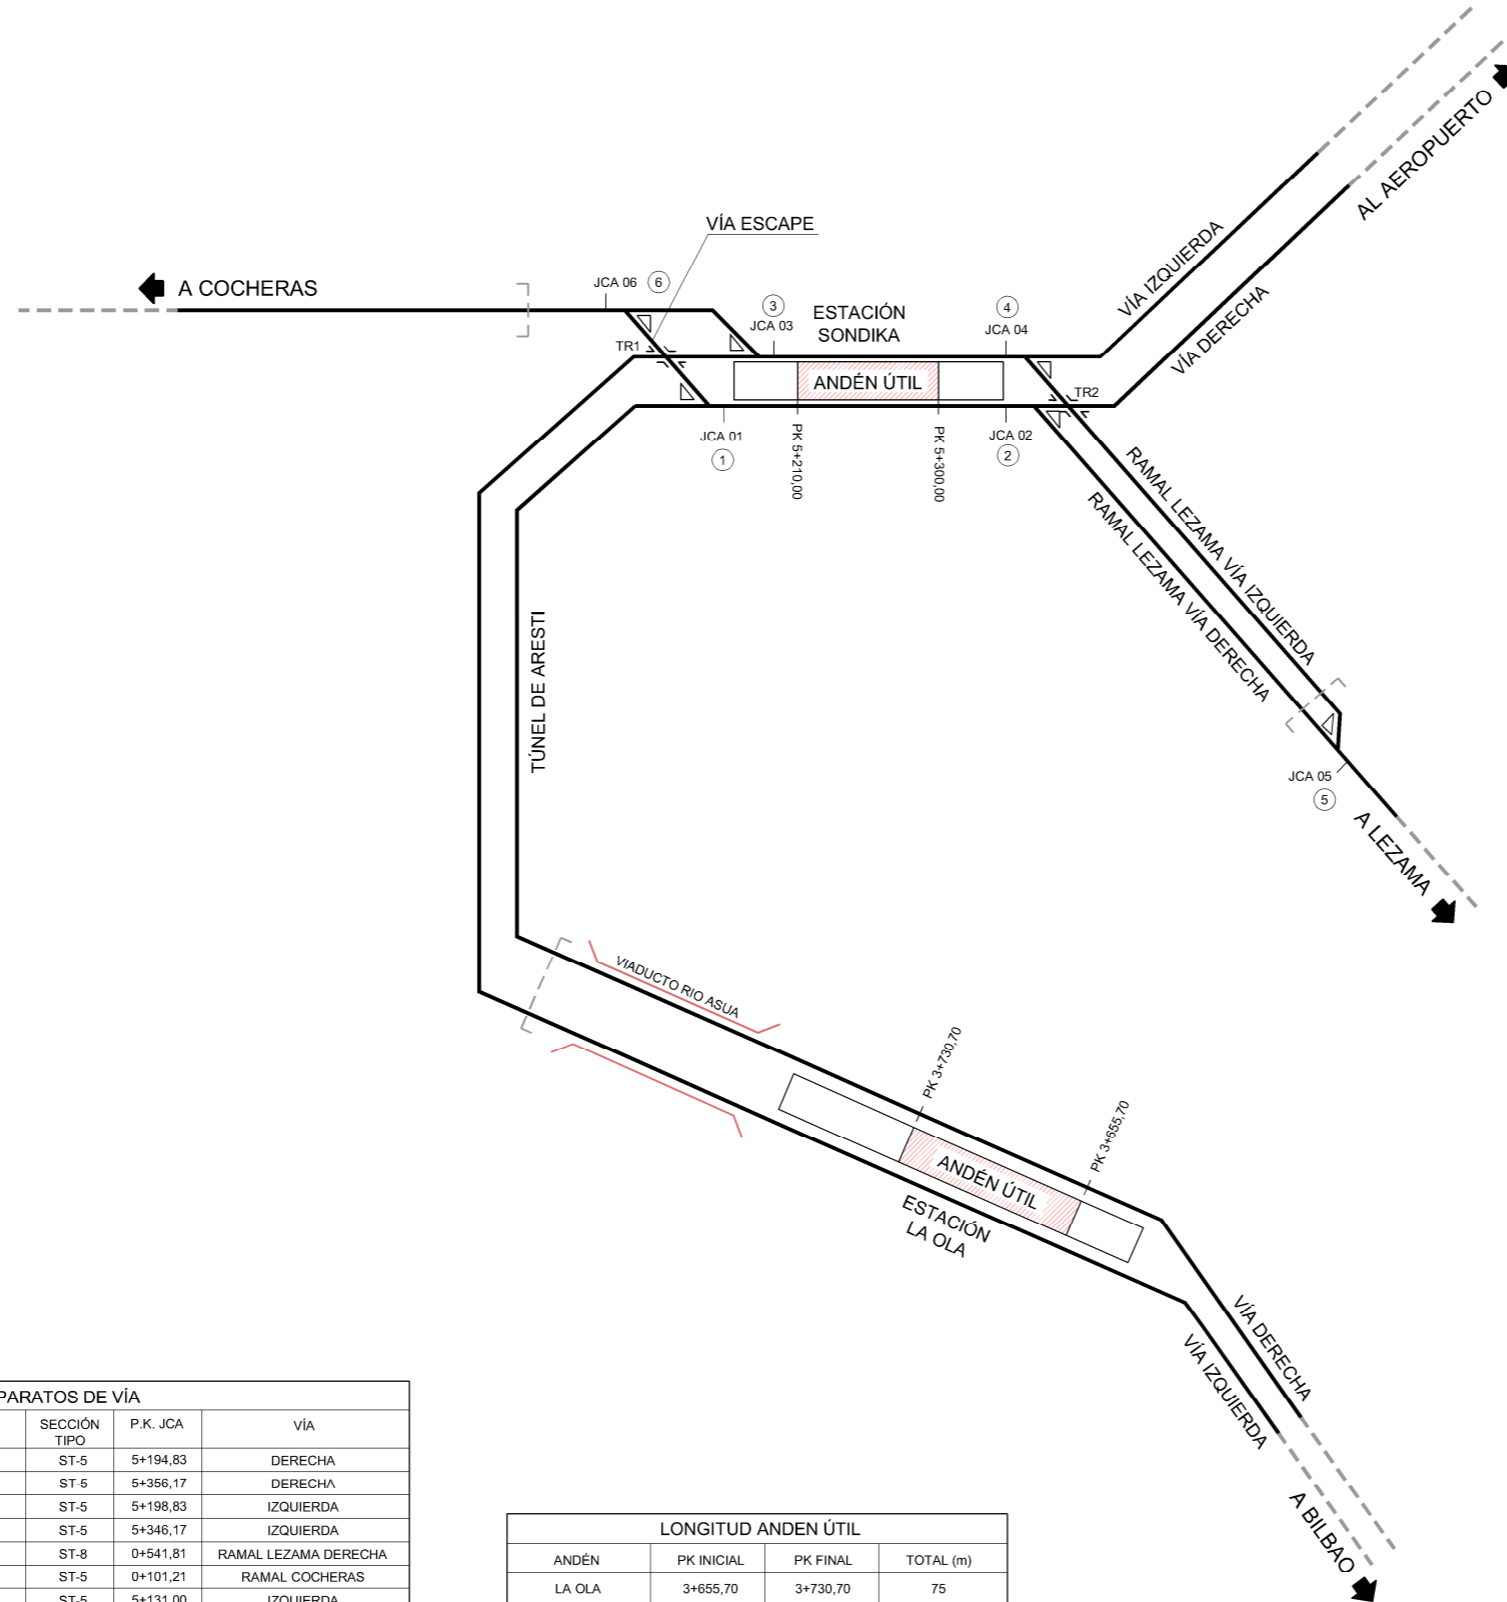 AL AEROPUERTO
VÍA ESCAPE
VÍA IZQUIERDA
A COCHERAS
JCA 06
6
3
JCA 03
ESTACIÓN
SONDIKA
4
JCA 04
VÍA DERECHA
TR1
ANDÉN ÚTIL
TR2
JCA 01
1
PK 5+210,00
PK 5+300,00
JCA 02
2
RAMAL LEZAMA VÍA IZQUIERDA
RAMAL LEZAMA VÍA DERECHA
TÚNEL DE ARESTI
JCA 05
5
A LEZAMA
VIADUCTO RIO ASUA
PK 3+730,70
PK 3+655,70
ANDÉN ÚTIL
ESTACIÓN
LA OLA
VÍA DERECHA
VÍA IZQUIERDA
A BILBAO
PARATOS DE VÍA
SECCIÓN TIPO P.K. JCA VÍA
ST-5 5+194,83 DERECHA
ST-5 5+356,17 DERECHA
ST-5 5+198,83 IZQUIERDA
ST-5 5+346,17 IZQUIERDA
ST-8 0+541,81 RAMAL LEZAMA DERECHA
ST-5 0+101,21 RAMAL COCHERAS
ST-5 5+131,00 IZQUIERDA
LONGITUD ANDEN ÚTIL
ANDÉN PK INICIAL PK FINAL TOTAL (m)
LA OLA 3+655,70 3+730,70 75